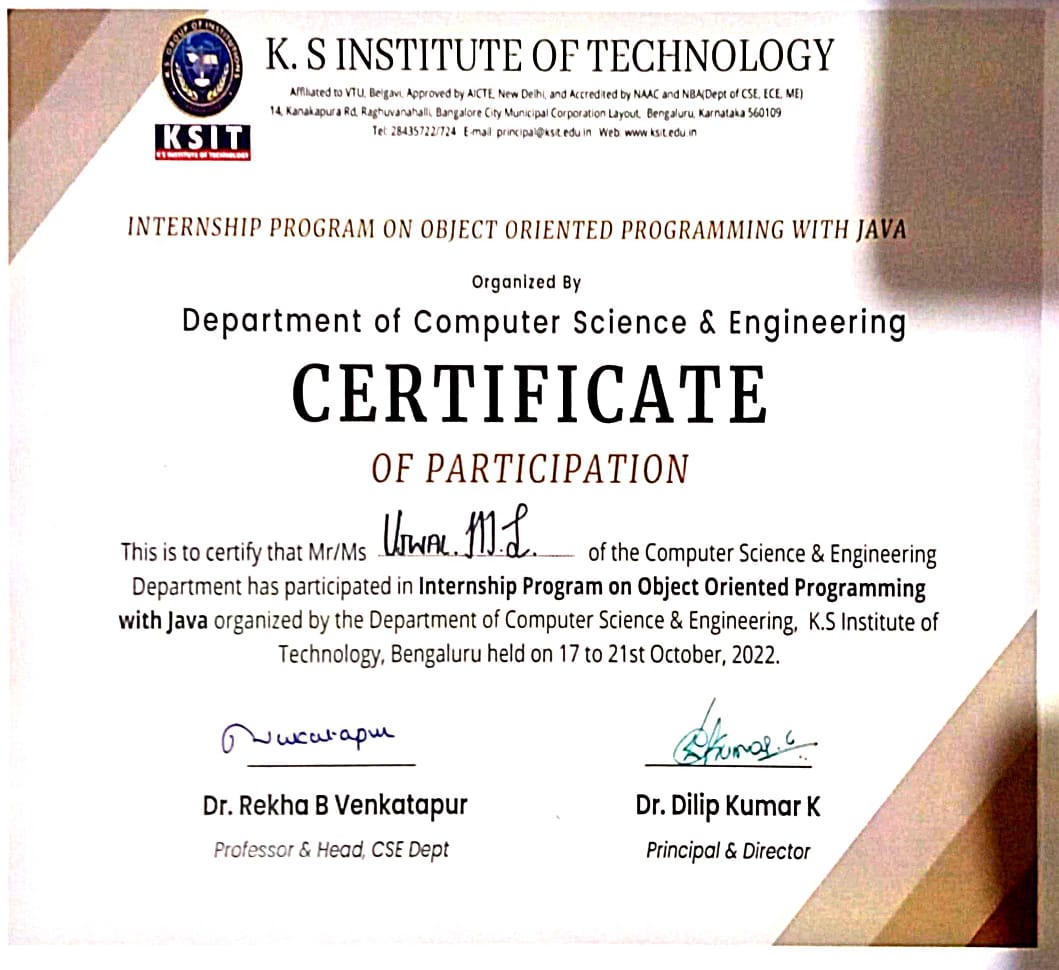 K. S GROUP OF INSTITUTIONS
KSIT
K S INSTITUTE OF TECHNOLOGY
K. S INSTITUTE OF TECHNOLOGY
Affiliated to VTU, Belgavi, Approved by AICTE, New Delhi, and Accredited by NAAC and NBA(Dept of CSE, ECE, ME)
14, Kanakapura Rd, Raghuvanahalli, Bangalore City Municipal Corporation Layout, Bengaluru, Karnataka 560109
Tel: 28435722/724 E-mail principal@ksit.edu.in Web: www.ksit.edu.in
INTERNSHIP PROGRAM ON OBJECT ORIENTED PROGRAMMING WITH JAVA
Organized By
Department of Computer Science & Engineering
CERTIFICATE
OF PARTICIPATION
This is to certify that Mr/Ms UJWAL. M.L. of the Computer Science & Engineering
Department has participated in Internship Program on Object Oriented Programming
with Java organized by the Department of Computer Science & Engineering, K.S Institute of
Technology, Bengaluru held on 17 to 21st October, 2022.
Dr. Rekha B Venkatapur
Professor & Head, CSE Dept
Dr. Dilip Kumar K
Principal & Director